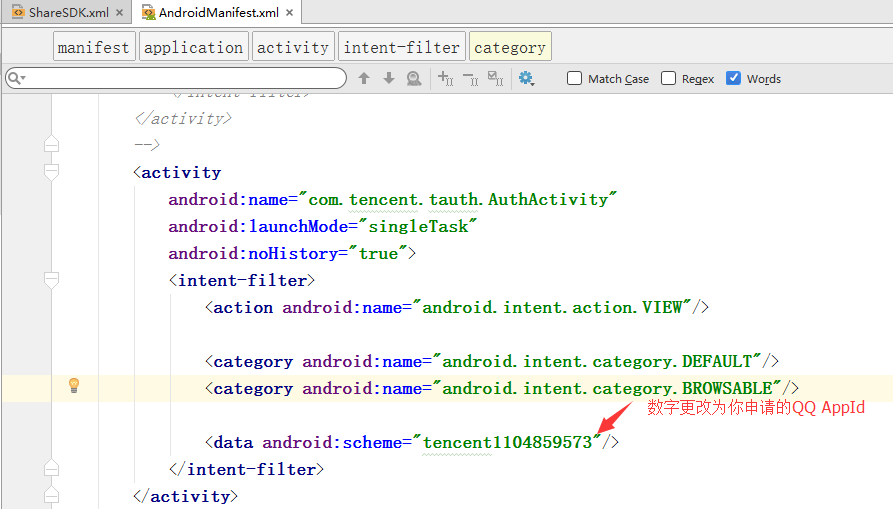 ShareSDK.xml × AndroidManifest.xml ×
manifest application activity intent-filter category
Match Case Regex Words
</intent-filter>
</activity>
-->
<activity
android:name="com.tencent.tauth.AuthActivity"
android:launchMode="singleTask"
android:noHistory="true">
<intent-filter>
<action android:name="android.intent.action.VIEW"/>
<category android:name="android.intent.category.DEFAULT"/>
<category android:name="android.intent.category.BROWSABLE"/>
数字更改为你申请的QQ AppId
<data android:scheme="tencent1104859573"/>
</intent-filter>
</activity>